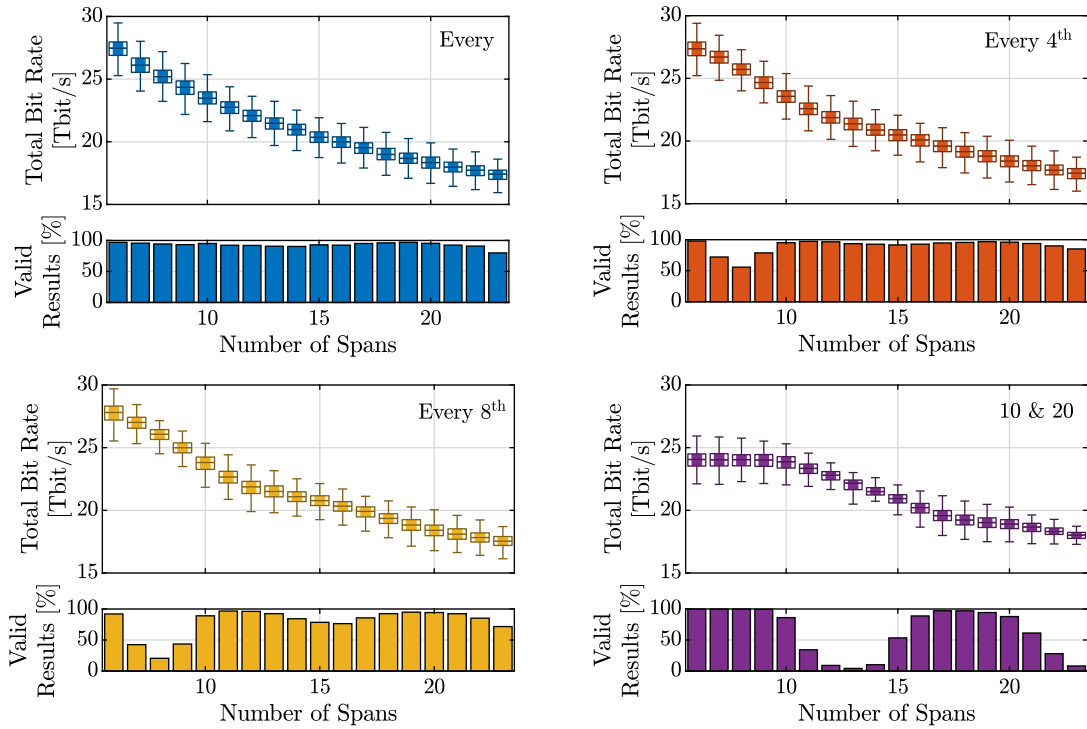 30
25
20
15
Total Bit Rate
[Tbit/s]
Every
100
50
0
Valid
Results [%]
10
15
20
Number of Spans
30
25
20
15
Total Bit Rate
[Tbit/s]
Every 4th
100
50
0
Valid
Results [%]
10
15
20
Number of Spans
30
25
20
15
Total Bit Rate
[Tbit/s]
Every 8th
100
50
0
Valid
Results [%]
10
15
20
Number of Spans
30
25
20
15
Total Bit Rate
[Tbit/s]
10 & 20
100
50
0
Valid
Results [%]
10
15
20
Number of Spans